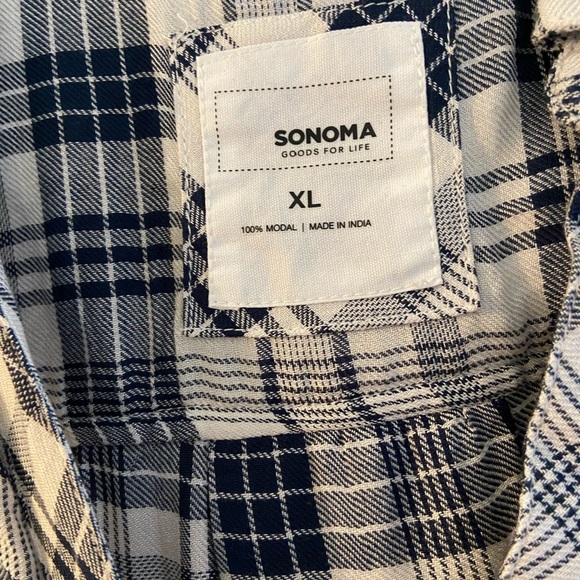 SONOMA
GOODS FOR LIFE
XL
100% MODAL | MADE IN INDIA